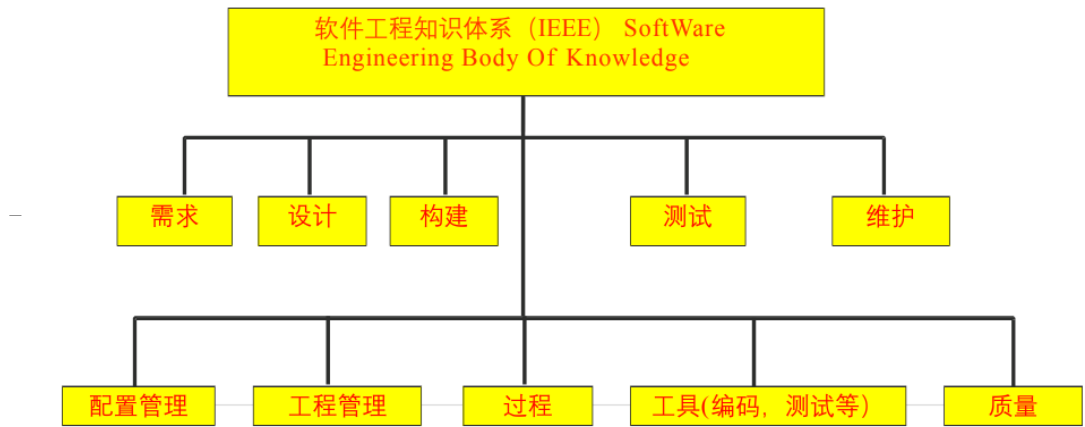 软件工程知识体系（IEEE） SoftWare
Engineering Body Of Knowledge
需求
设计
构建
测试
维护
配置管理
工程管理
过程
工具(编码，测试等）
质量